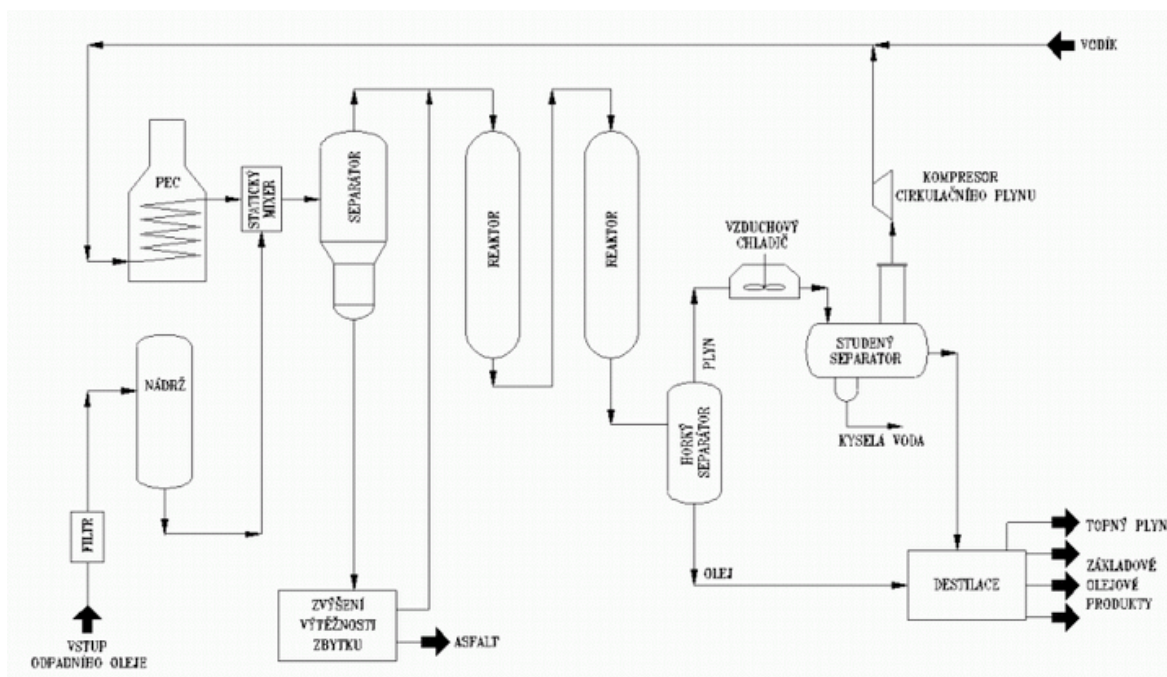 VODÍK
PEC
STATICKÝ
MIXER
SEPARÁTOR
REAKTOR
REAKTOR
KOMPRESOR
CIRKULAČNÍHO PLYNU
VZDUCHOVÝ
CHLADIČ
STUDENÝ
SEPARÁTOR
PLYN
NÁDRŽ
HORKÝ
SEPARÁTOR
KYSELÁ VODA
FILTR
TOPNÝ PLYN
OLEJ
DESTILACE
ZÁKLADOVÉ
OLEJOVÉ
PRODUKTY
ZVÝŠENÍ
VÝTĚŽNOSTI
ZBYTKU
ASFALT
VSTUP
ODPADNÍHO OLEJE